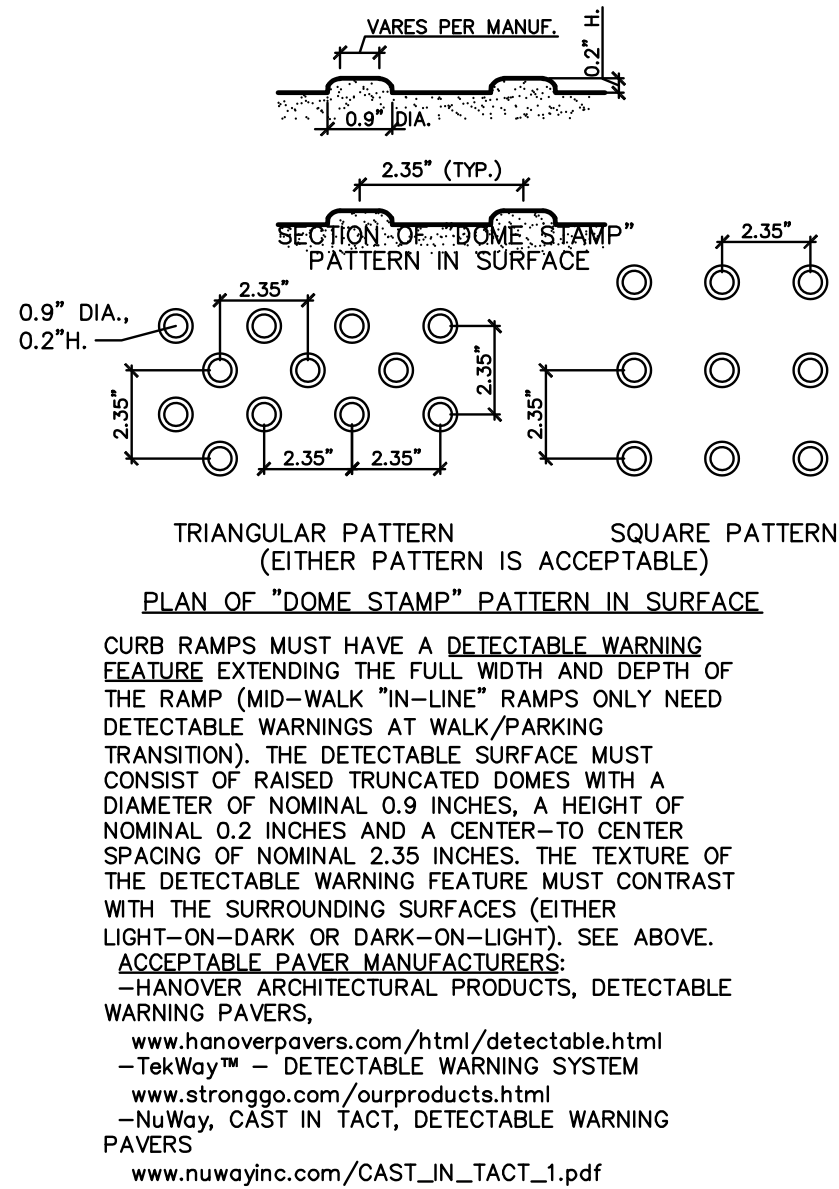 VARES PER MANUF.
0.2" H.
0.9" DIA.
2.35" (TYP.)
SECTION OF "DOME STAMP"
PATTERN IN SURFACE
2.35"
2.35"
0.9" DIA.,
0.2"H.
2.35"
2.35"
2.35"
2.35" 2.35"
TRIANGULAR PATTERN
SQUARE PATTERN
(EITHER PATTERN IS ACCEPTABLE)
PLAN OF "DOME STAMP" PATTERN IN SURFACE
CURB RAMPS MUST HAVE A DETECTABLE WARNING
FEATURE EXTENDING THE FULL WIDTH AND DEPTH OF
THE RAMP (MID-WALK "IN-LINE" RAMPS ONLY NEED
DETECTABLE WARNINGS AT WALK/PARKING
TRANSITION). THE DETECTABLE SURFACE MUST
CONSIST OF RAISED TRUNCATED DOMES WITH A
DIAMETER OF NOMINAL 0.9 INCHES, A HEIGHT OF
NOMINAL 0.2 INCHES AND A CENTER-TO CENTER
SPACING OF NOMINAL 2.35 INCHES. THE TEXTURE OF
THE DETECTABLE WARNING FEATURE MUST CONTRAST
WITH THE SURROUNDING SURFACES (EITHER
LIGHT-ON-DARK OR DARK-ON-LIGHT). SEE ABOVE.
ACCEPTABLE PAVER MANUFACTURERS:
-HANOVER ARCHITECTURAL PRODUCTS, DETECTABLE
WARNING PAVERS,
www.hanoverpavers.com/html/detectable.html
-TekWay™ - DETECTABLE WARNING SYSTEM
www.stronggo.com/ourproducts.html
-NuWay, CAST IN TACT, DETECTABLE WARNING
PAVERS
www.nuwayinc.com/CAST_IN_TACT_1.pdf